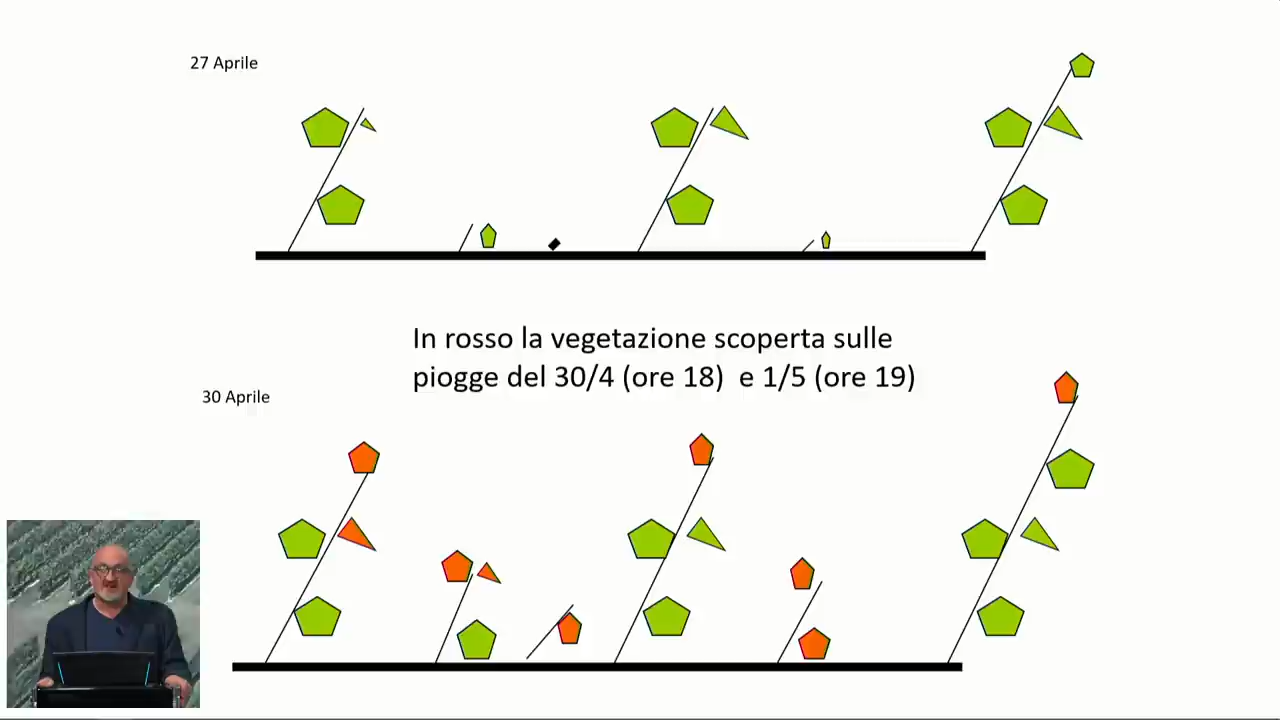 27 Aprile
In rosso la vegetazione scoperta sulle
piogge del 30/4 (ore 18)  e 1/5 (ore 19)
30 Aprile